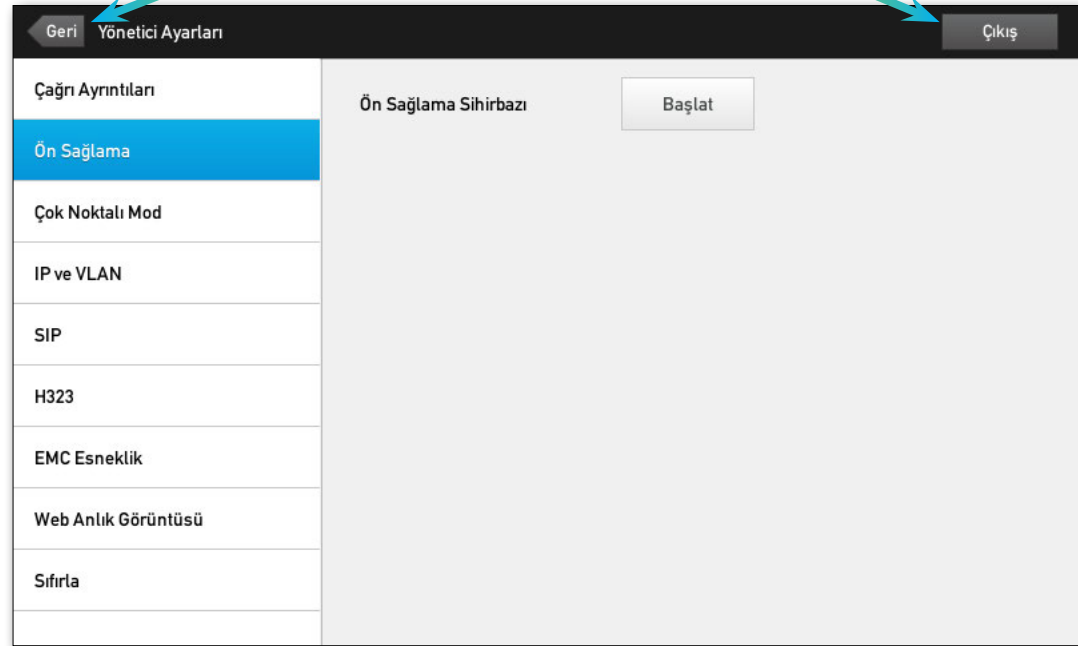 Geri Yönetici Ayarları Çıkış
Çağrı Ayrıntıları
Ön Sağlama Sihirbazı Başlat
Ön Sağlama
Çok Noktalı Mod
IP ve VLAN
SIP
H323
EMC Esneklik
Web Anlık Görüntüsü
Sıfırla